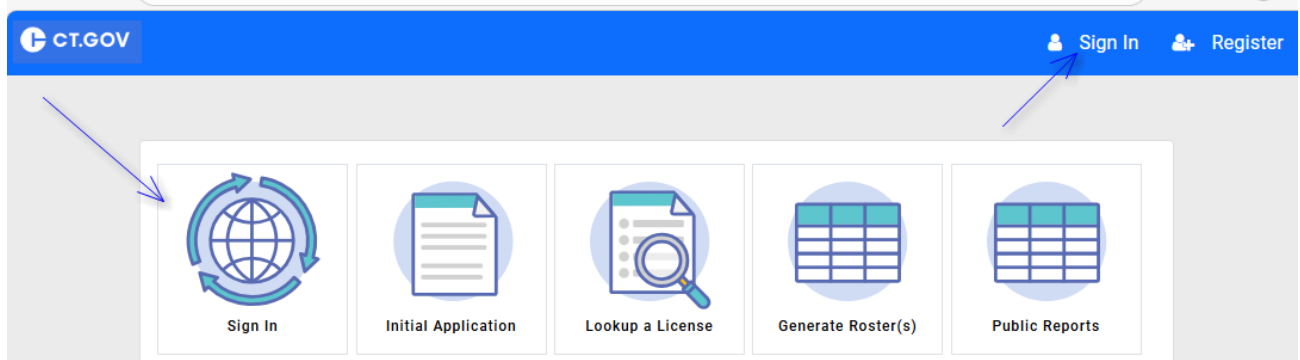 CT.GOV
Sign In
Register
Sign In
Initial Application
Lookup a License
Generate Roster(s)
Public Reports